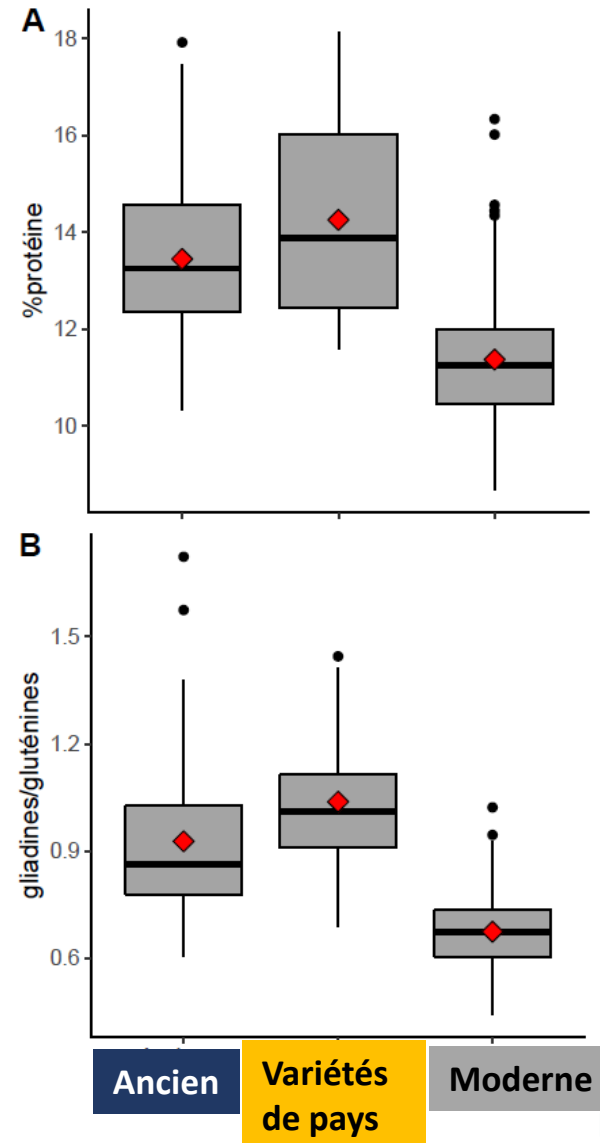 A
18
16
14
12
10
%protéine
B
1.5
1.2
0.9
0.6
gliadines/gluténines
Ancien
Variétés
de pays
Moderne